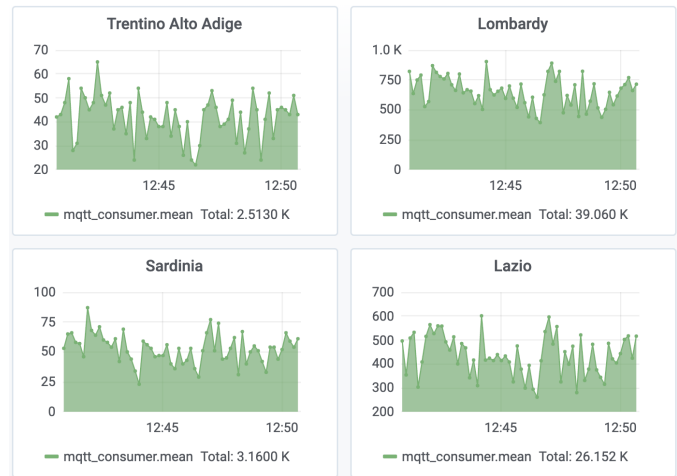 Trentino Alto Adige
70
60
50
40
30
20
12:45 12:50
mqtt_consumer.mean Total: 2.5130 K
Lombardy
1.0 K
750
500
250
0
12:45 12:50
mqtt_consumer.mean Total: 39.060 K
Sardinia
100
75
50
25
0
12:45 12:50
mqtt_consumer.mean Total: 3.1600 K
Lazio
700
600
500
400
300
200
12:45 12:50
mqtt_consumer.mean Total: 26.152 K